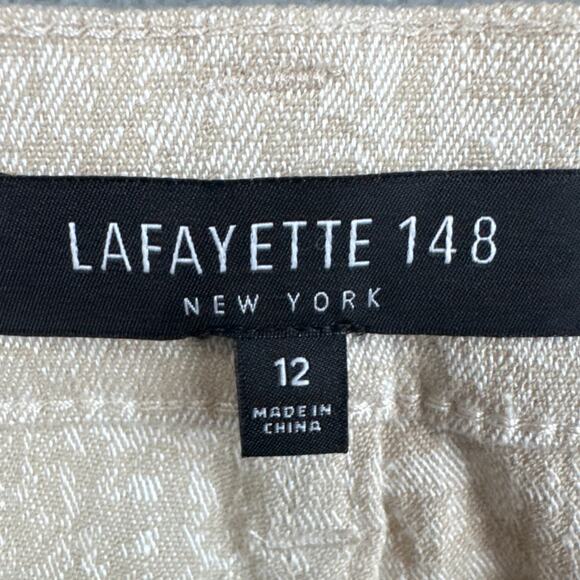 LAFAYETTE 148
NEW YORK
12
MADE IN
CHINA